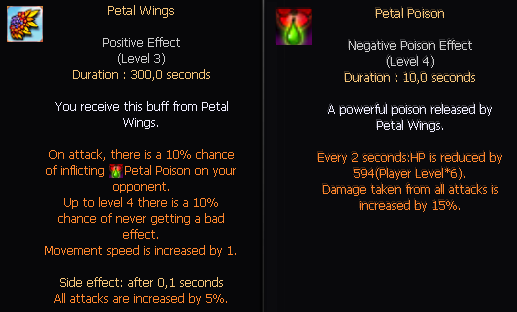 Petal Wings
Positive Effect
(Level 3)
Duration : 300,0 seconds
You receive this buff from Petal
Wings.
On attack, there is a 10% chance
of inflicting Petal Poison on your
opponent.
Up to level 4 there is a 10%
chance of never getting a bad
effect.
Movement speed is increased by 1.
Side effect: after 0,1 seconds
All attacks are increased by 5%.
Petal Poison
Negative Poison Effect
(Level 4)
Duration : 10,0 seconds
A powerful poison released by
Petal Wings.
Every 2 seconds:HP is reduced by
594(Player Level*6).
Damage taken from all attacks is
increased by 15%.